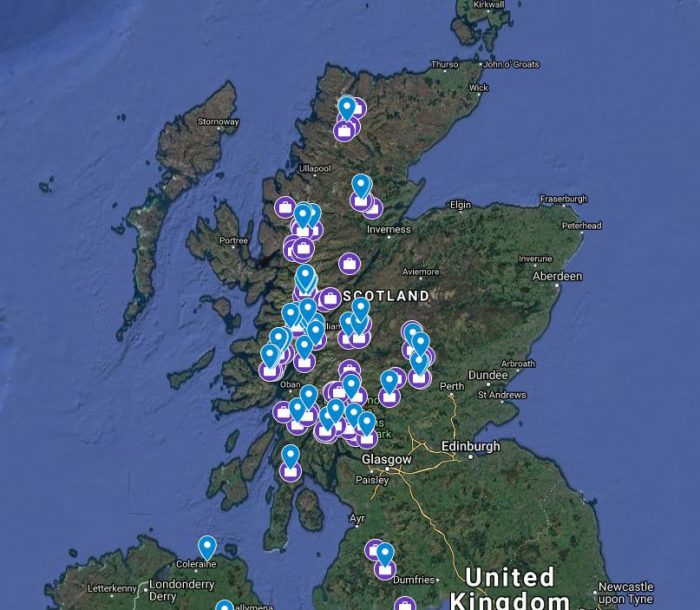 Kirkwall
Thurso
John o' Groats
Wick
Stornoway
Ullapool
Elgin
Fraserburgh
Peterhead
Portree
Inverness
Inverurie
Aviemore
Aberdeen
SCOTLAND
Arbroath
Dundee
Oban
Perth
St Andrews
Edinburgh
Glasgow
Paisley
Ayr
Coleraine
Letterkenny
Londonderry
Derry
Dumfries
United
Kingdom
Newcastle
upon Tyne